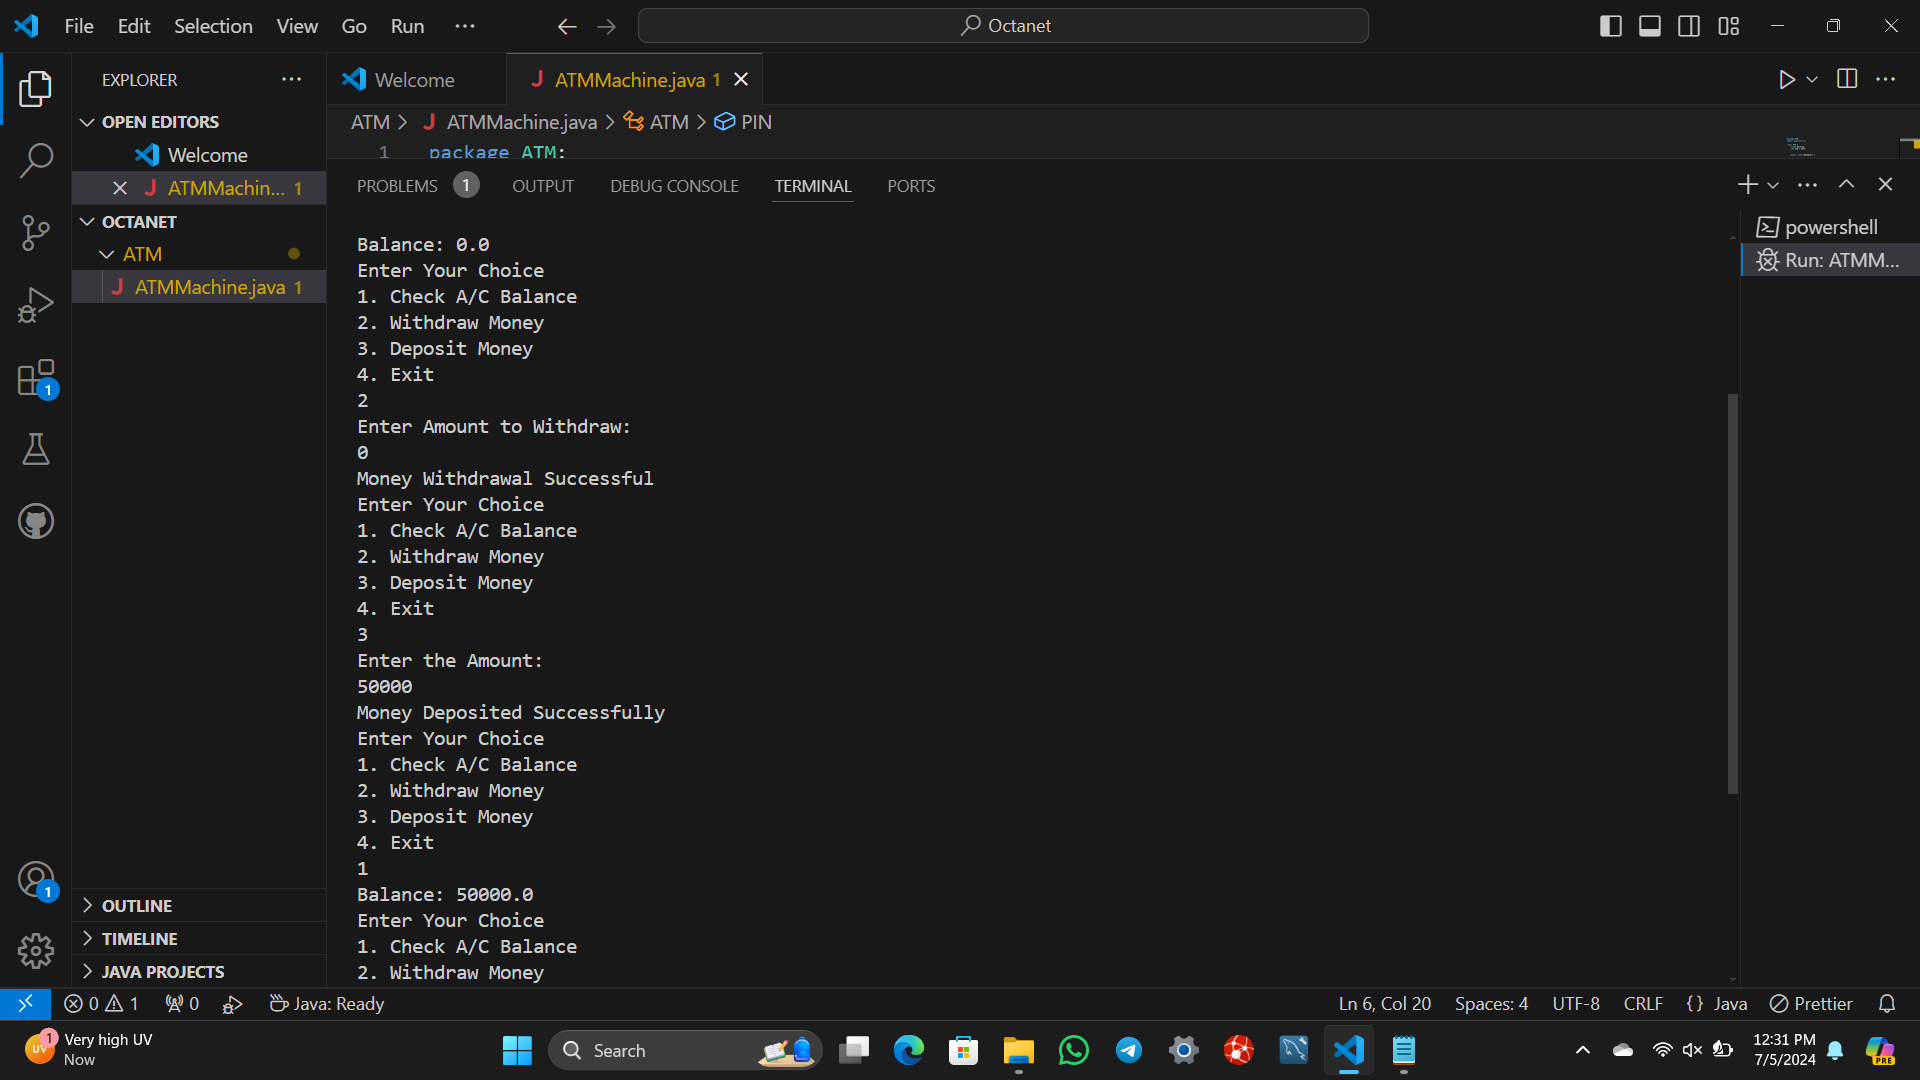 File Edit Selection View Go Run ···
Octanet
EXPLORER ···
Welcome
ATMMachine.java 1
OPEN EDITORS
Welcome
ATMMachin... 1
OCTANET
ATM
ATMMachine.java 1
ATM > ATMMachine.java > ATM > PIN
1 package ATM;
PROBLEMS 1 OUTPUT DEBUG CONSOLE TERMINAL PORTS
powershell
Run: ATMM...
Balance: 0.0
Enter Your Choice
1. Check A/C Balance
2. Withdraw Money
3. Deposit Money
4. Exit
2
Enter Amount to Withdraw:
0
Money Withdrawal Successful
Enter Your Choice
1. Check A/C Balance
2. Withdraw Money
3. Deposit Money
4. Exit
3
Enter the Amount:
50000
Money Deposited Successfully
Enter Your Choice
1. Check A/C Balance
2. Withdraw Money
3. Deposit Money
4. Exit
1
Balance: 50000.0
Enter Your Choice
1. Check A/C Balance
2. Withdraw Money
1
1
OUTLINE
TIMELINE
JAVA PROJECTS
0 1 0 Java: Ready
Ln 6, Col 20 Spaces: 4 UTF-8 CRLF {} Java Prettier
UV 1
Very high UV
Now
Search
12:31 PM
7/5/2024
PRE